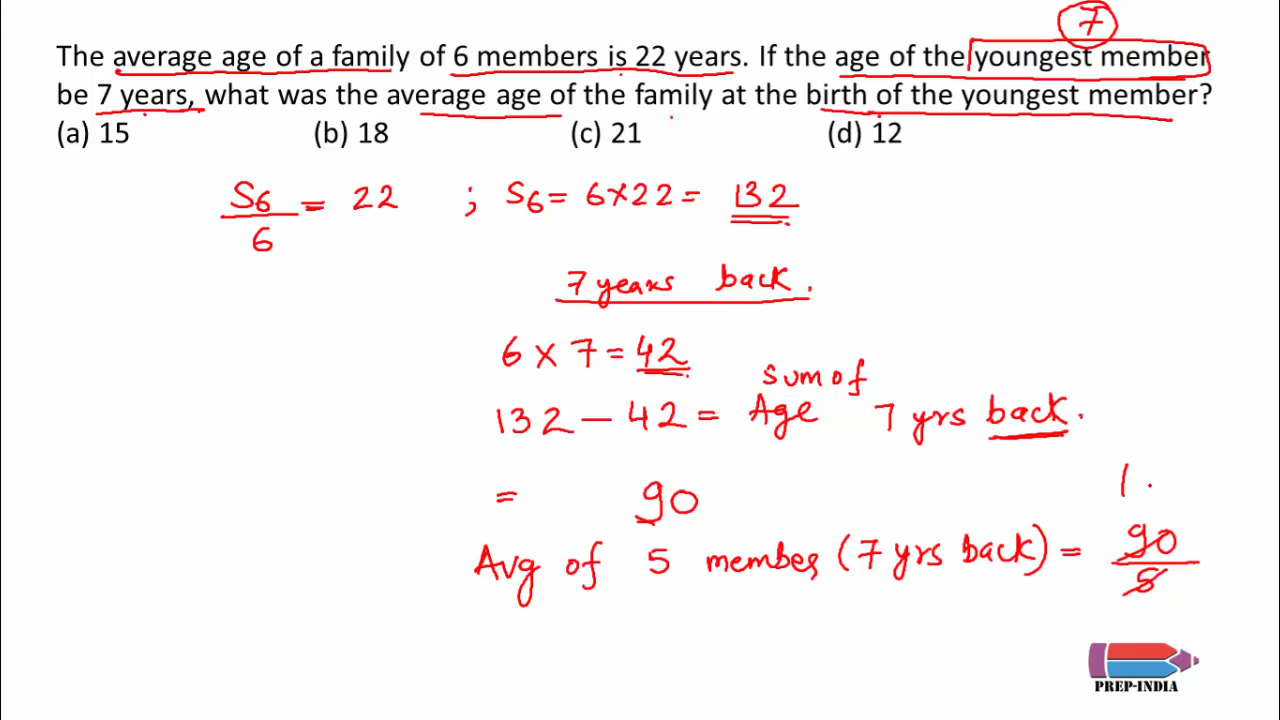 7
The average age of a family of 6 members is 22 years. If the age of the youngest member
be 7 years, what was the average age of the family at the birth of the youngest member?
(a) 15 (b) 18 (c) 21 (d) 12
S6/6 = 22 ; S6 = 6×22 = 132
7 years back.
6 × 7 = 42
sum of
132 - 42 = Age 7 yrs back.
= 90
1
Avg of 5 member (7 yrs back) = 90/5
PREP-INDIA